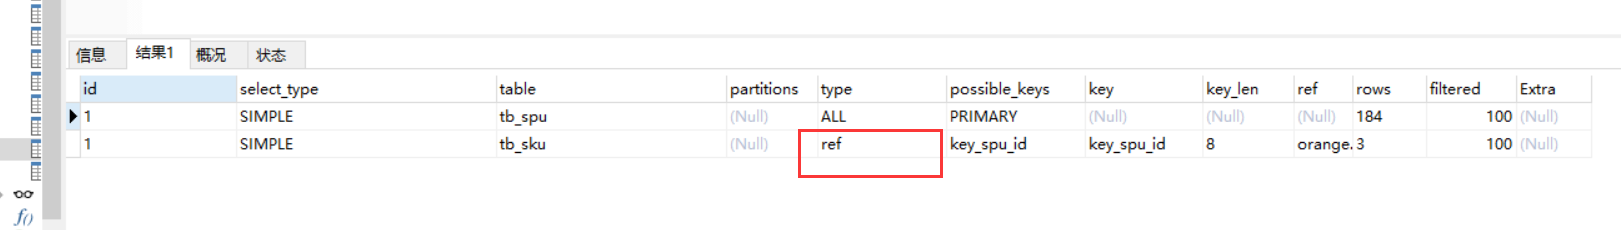 信息 结果1 概况 状态
id select_type table partitions type possible_keys key key_len ref rows filtered Extra
1 SIMPLE tb_spu (Null) ALL PRIMARY (Null) (Null) (Null) 184 100 (Null)
1 SIMPLE tb_sku (Null) ref key_spu_id key_spu_id 8 orange. 3 100 (Null)
f()